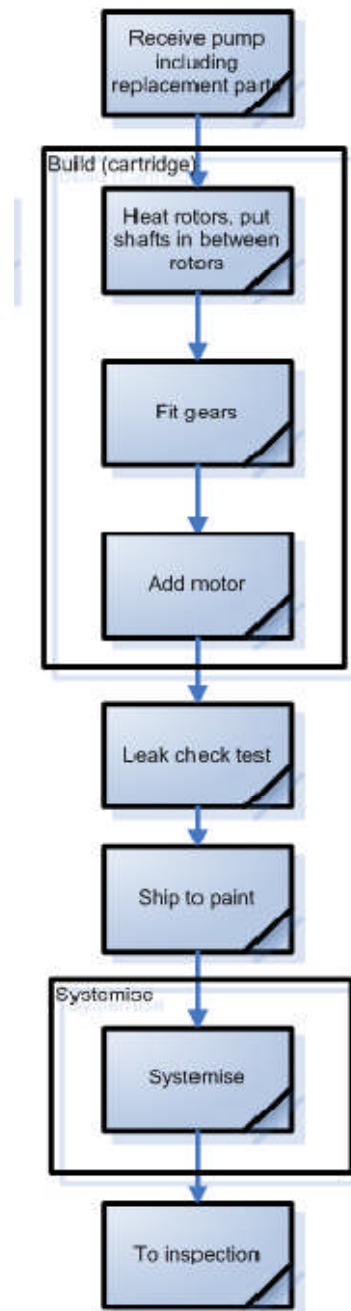 Receive pump
including
replacement parts
Build (cartridge)
Heat rotors, put
shafts in between
rotors
Fit gears
Add motor
Leak check test
Ship to paint
Systemise
Systemise
To inspection